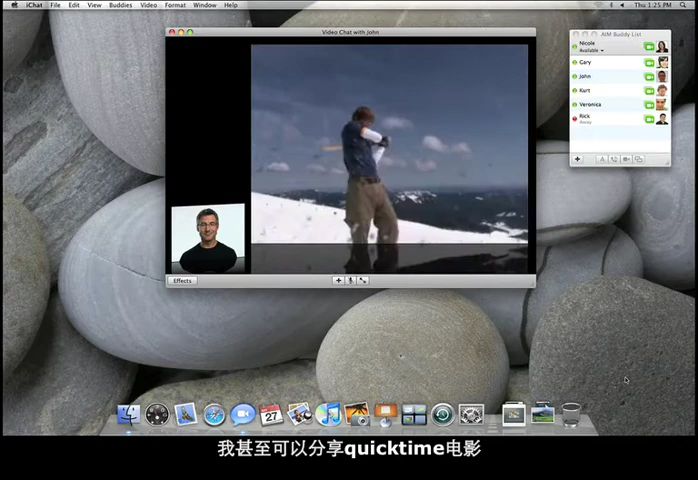 iChat File Edit View Buddies Video Format Window Help
Thu 1:25 PM
Video Chat with John
AIM Buddy List
Nicole
Available
Gary
John
Kurt
Veronica
Rick
Away
Effects
27
我甚至可以分享quicktime电影